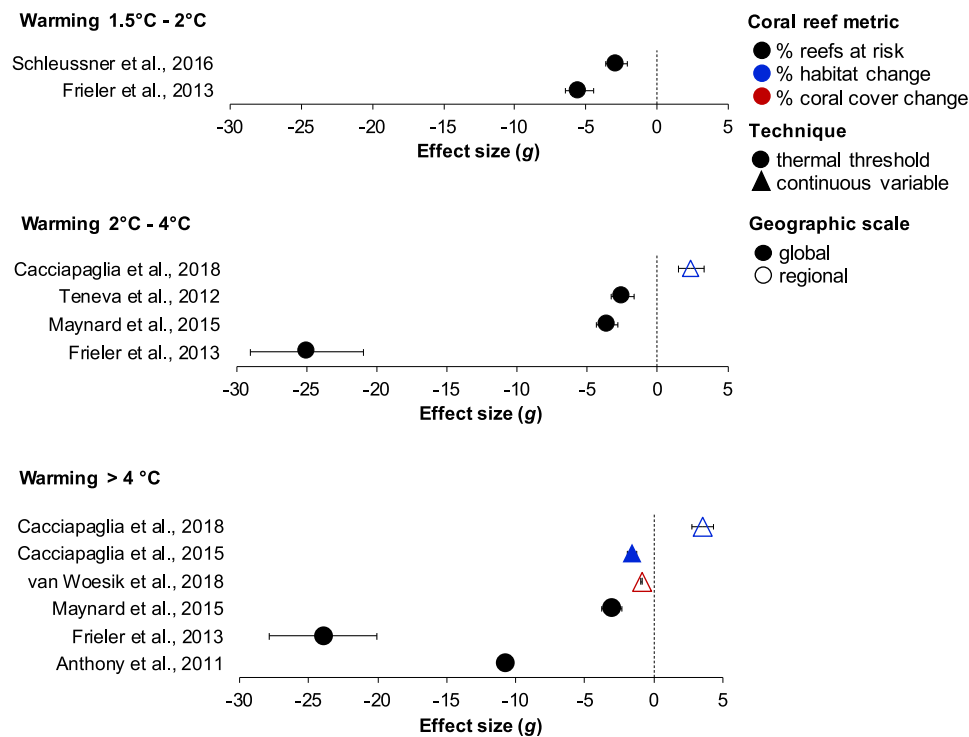 Warming 1.5°C - 2°C
Schleussner et al., 2016
Frieler et al., 2013
-30 -25 -20 -15 -10 -5 0 5
Effect size (g)
Coral reef metric
% reefs at risk
% habitat change
% coral cover change
Technique
thermal threshold
continuous variable
Geographic scale
global
regional
Warming 2°C - 4°C
Cacciapaglia et al., 2018
Teneva et al., 2012
Maynard et al., 2015
Frieler et al., 2013
-30 -25 -20 -15 -10 -5 0 5
Effect size (g)
Warming > 4 °C
Cacciapaglia et al., 2018
Cacciapaglia et al., 2015
van Woesik et al., 2018
Maynard et al., 2015
Frieler et al., 2013
Anthony et al., 2011
-30 -25 -20 -15 -10 -5 0 5
Effect size (g)